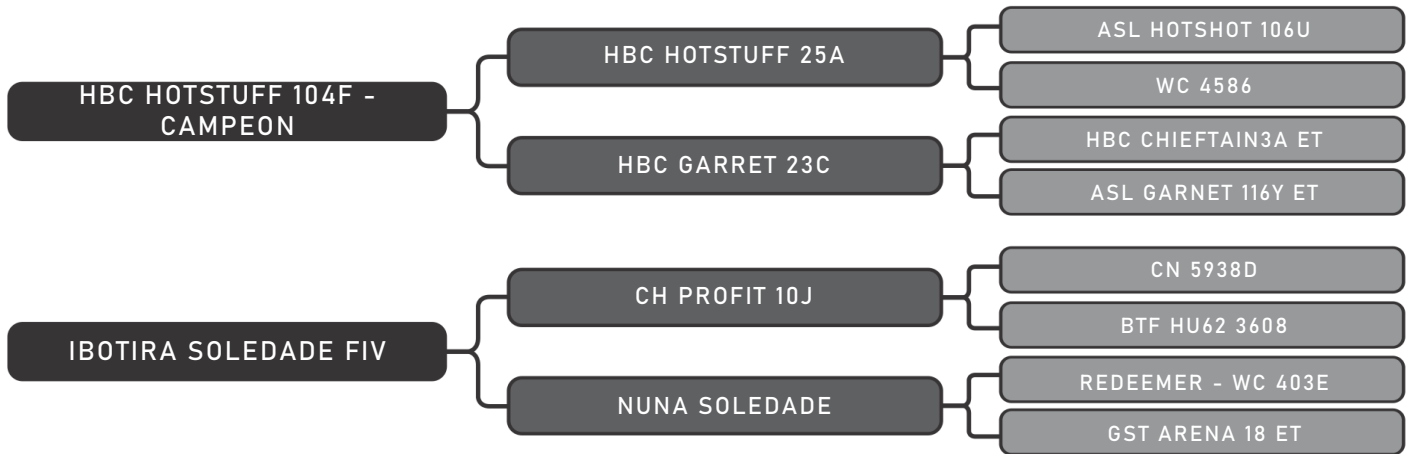 HBC HOTSTUFF 104F -
CAMPEON
HBC HOTSTUFF 25A
ASL HOTSHOT 106U
WC 4586
HBC GARRET 23C
HBC CHIEFTAIN3A ET
ASL GARNET 116Y ET
IBOTIRA SOLEDADE FIV
CH PROFIT 10J
CN 5938D
BTF HU62 3608
NUNA SOLEDADE
REDEEMER - WC 403E
GST ARENA 18 ET